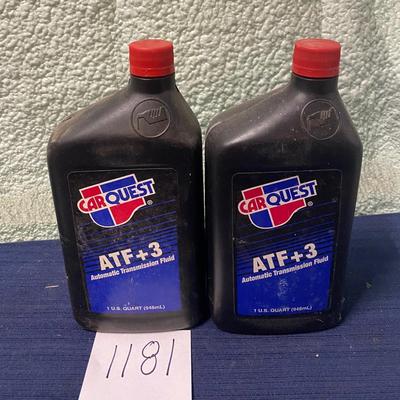 CARQUEST
ATF+3
Automatic Transmission Fluid
1 U.S. QUART (946mL)
CARQUEST
ATF+3
Automatic Transmission Fluid
1 U.S. QUART (946mL)
1181